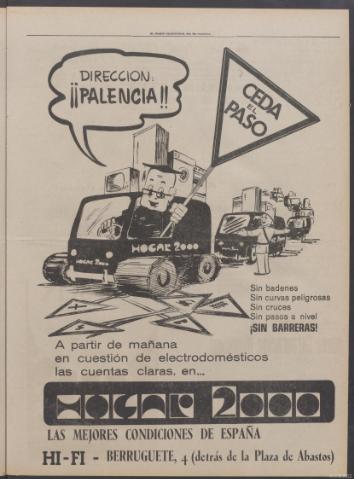 DIRECCION:
¡¡PALENCIA!!
CEDA
EL
PASO
HOGAR 2000
HOGAR 2000
Sin badenes
Sin curvas peligrosas
Sin cruces
Sin pasos a nivel
¡SIN BARRERAS!
A partir de mañana
en cuestión de electrodomésticos
las cuentas claras, en...
HOGAR 2000
LAS MEJORES CONDICIONES DE ESPAÑA
HI-FI - BERRUGUETE, 4 (detrás de la Plaza de Abastos)